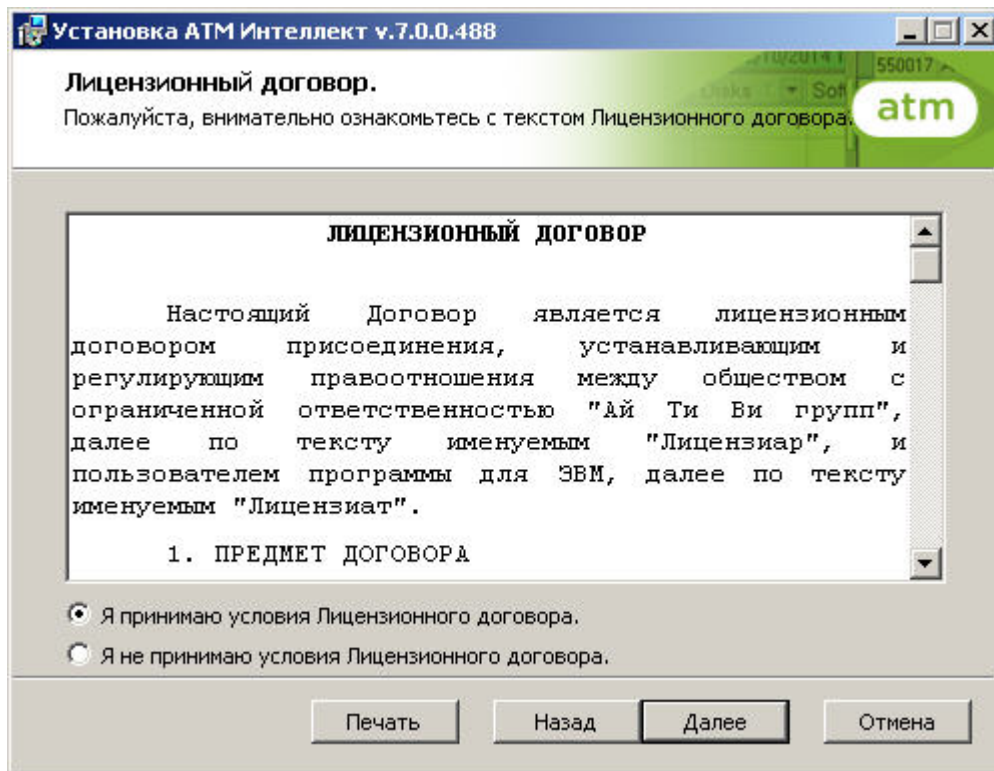 Установка АТМ Интеллект v.7.0.0.488
Лицензионный договор.
Пожалуйста, внимательно ознакомьтесь с текстом Лицензионного договора.
550017
atm
ЛИЦЕНЗИОННЫЙ ДОГОВОР
Настоящий Договор является лицензионным
договором присоединения, устанавливающим и
регулирующим правоотношения между обществом с
ограниченной ответственностью "Ай Ти Ви групп",
далее по тексту именуемым "Лицензиар", и
пользователем программы для ЭВМ, далее по тексту
именуемым "Лицензиат".
1. ПРЕДМЕТ ДОГОВОРА
Я принимаю условия Лицензионного договора.
Я не принимаю условия Лицензионного договора.
Печать Назад Далее Отмена